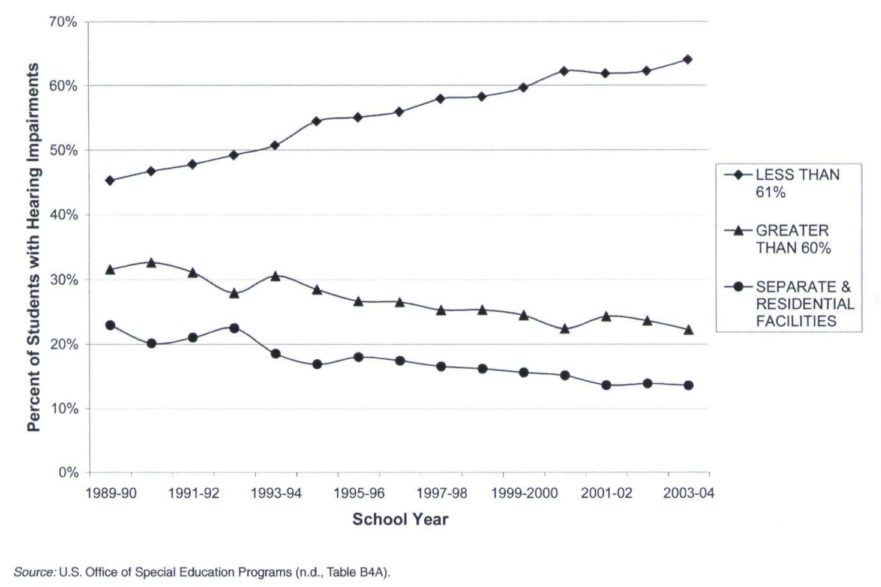 70%
60%
50%
40%
30%
20%
10%
0%
Percent of Students with Hearing Impairments
1989-90 1991-92 1993-94 1995-96 1997-98 1999-2000 2001-02 2003-04
School Year
LESS THAN
61%
GREATER
THAN 60%
SEPARATE &
RESIDENTIAL
FACILITIES
Source: U.S. Office of Special Education Programs (n.d., Table B4A).